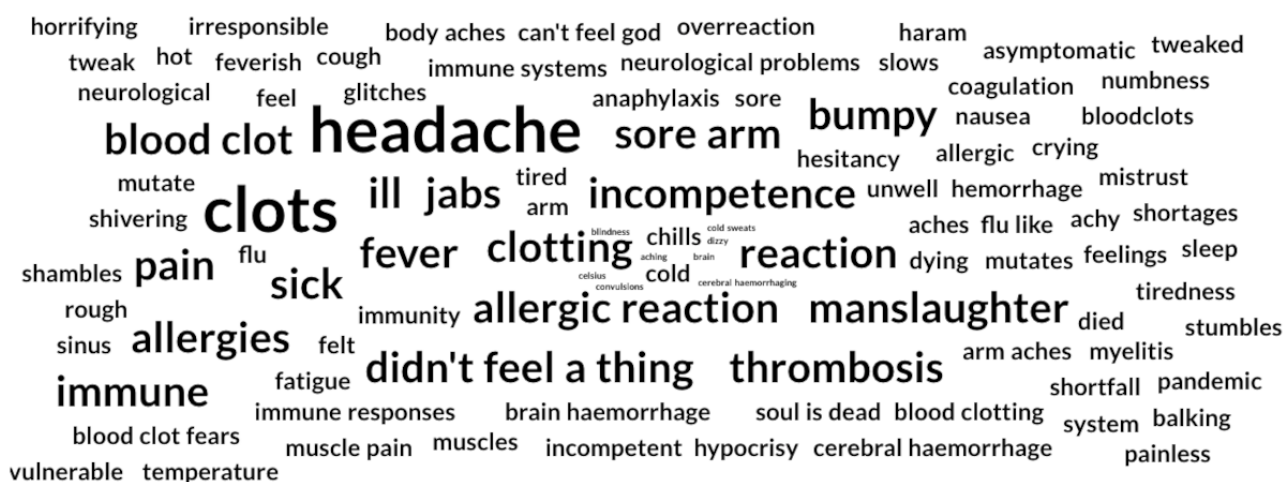 horrifying irresponsible body aches can't feel god overreaction haram
tweak hot feverish cough immune systems neurological problems slows asymptomatic tweaked
neurological feel glitches anaphylaxis sore coagulation numbness
blood clot headache sore arm bumpy nausea bloodclots
hesitancy allergic crying
mutate clots ill jabs tired incompetence unwell hemorrhage mistrust
shivering arm aches flu like achy shortages
blindness chills cold sweats
flu fever clotting dizzy reaction dying mutates feelings sleep
shambles pain sick aching brain
celsius cold cerebral haemorrhaging
convulsions
rough immunity allergic reaction manslaughter died tiredness
sinus allergies felt stumbles
didn't feel a thing thrombosis arm aches myelitis
immune fatigue shortfall pandemic
immune responses brain haemorrhage soul is dead blood clotting system balking
blood clot fears muscle pain muscles incompetent hypocrisy cerebral haemorrhage painless
vulnerable temperature